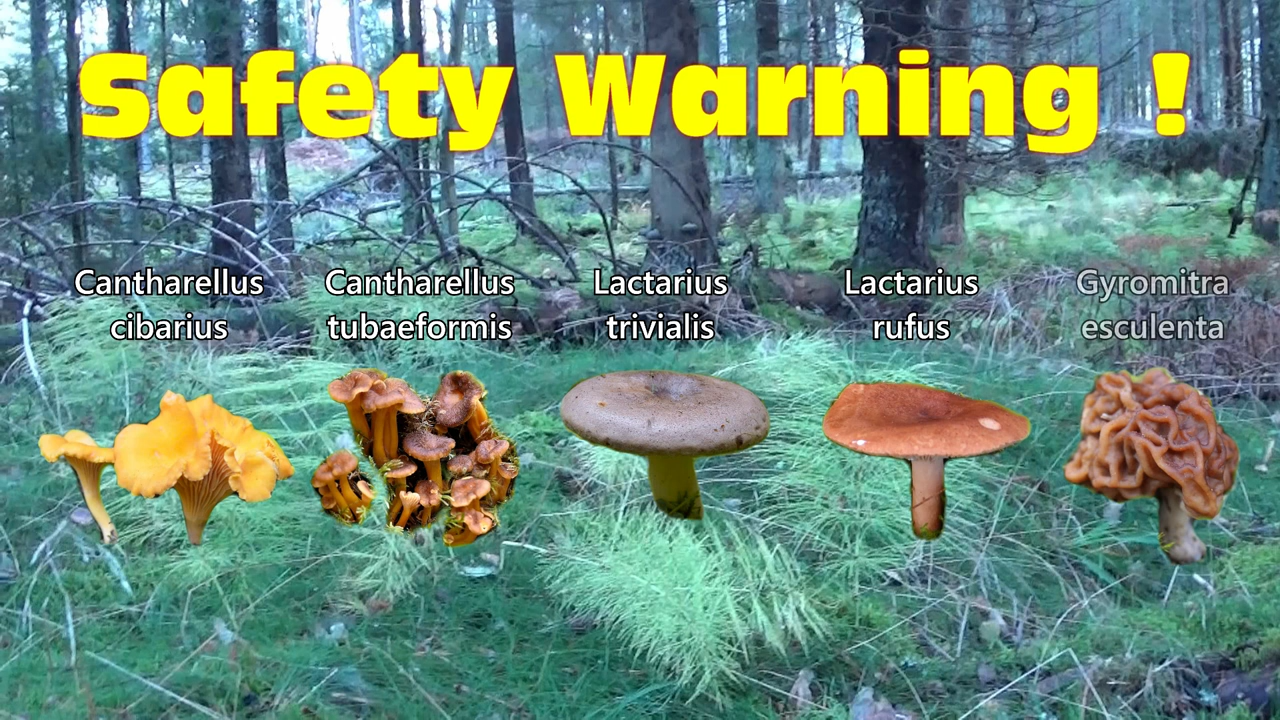 Safety Warning !
Cantharellus
cibarius
Cantharellus
tubaeformis
Lactarius
trivialis
Lactarius
rufus
Gyromitra
esculenta